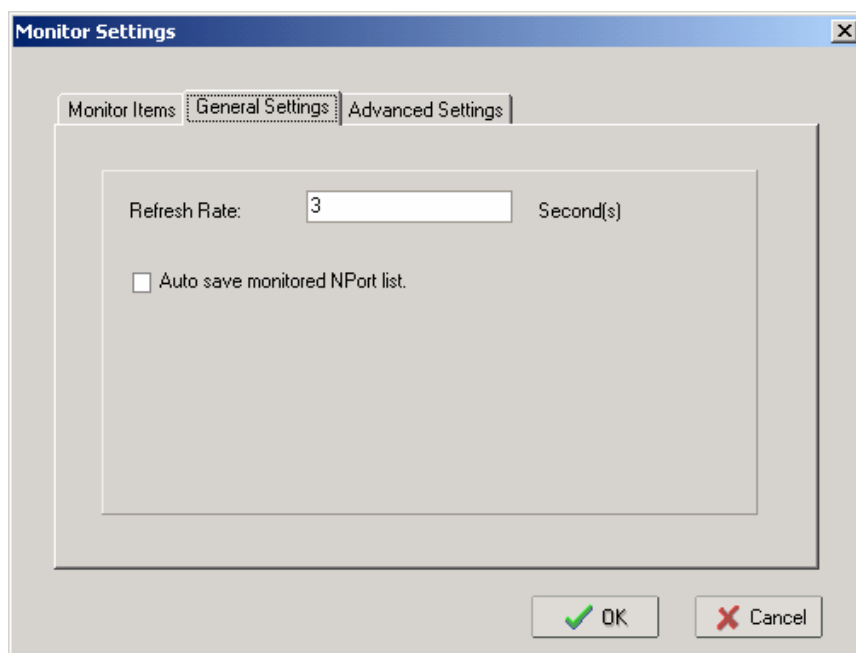 Monitor Settings
Monitor Items General Settings Advanced Settings
Refresh Rate: 3 Second(s)
Auto save monitored NPort list.
OK Cancel